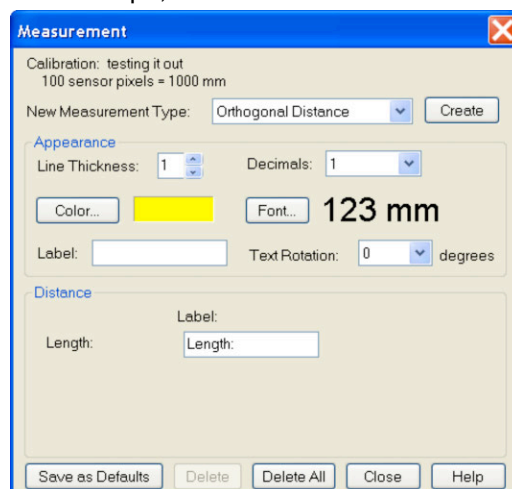 Measurement
Calibration: testing it out
100 sensor pixels = 1000 mm
New Measurement Type: Orthogonal Distance Create
Appearance
Line Thickness: 1 Decimals: 1
Color... Font... 123 mm
Label: Text Rotation: 0 degrees
Distance
Label:
Length: Length:
Save as Defaults Delete Delete All Close Help